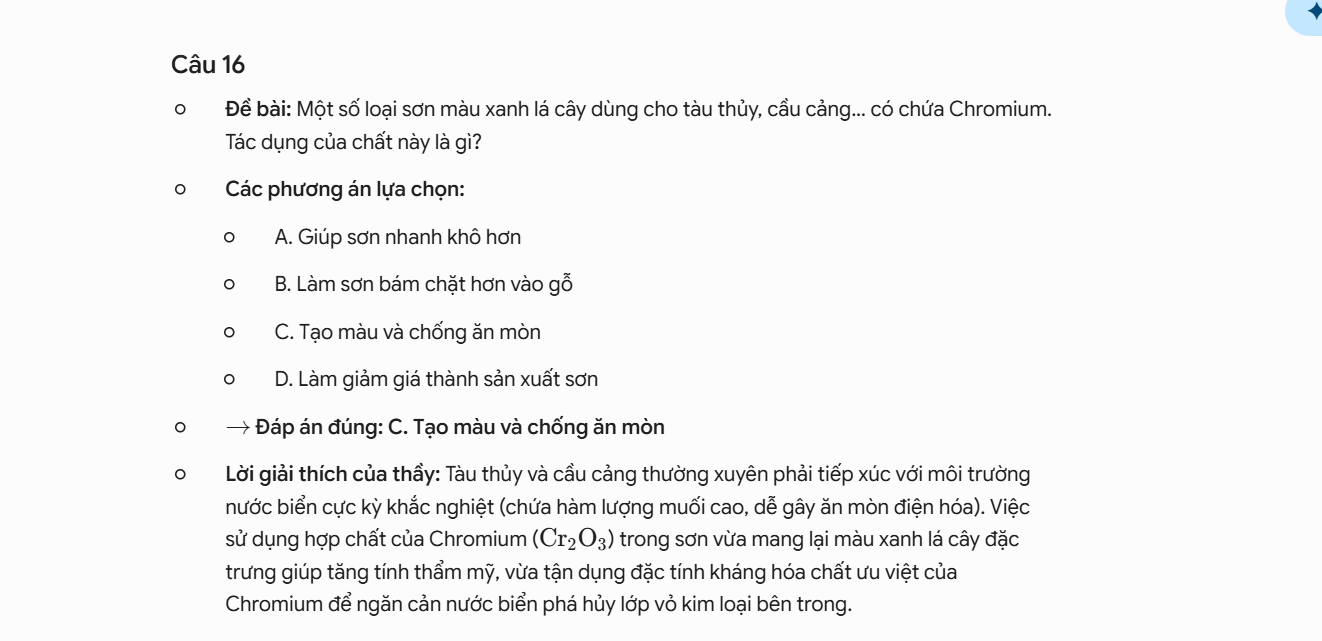 Câu 16
Đề bài: Một số loại sơn màu xanh lá cây dùng cho tàu thủy, cầu cảng... có chứa Chromium.
Tác dụng của chất này là gì?
Các phương án lựa chọn:
A. Giúp sơn nhanh khô hơn
B. Làm sơn bám chặt hơn vào gỗ
C. Tạo màu và chống ăn mòn
D. Làm giảm giá thành sản xuất sơn
→ Đáp án đúng: C. Tạo màu và chống ăn mòn
Lời giải thích của thầy: Tàu thủy và cầu cảng thường xuyên phải tiếp xúc với môi trường
nước biển cực kỳ khắc nghiệt (chứa hàm lượng muối cao, dễ gây ăn mòn điện hóa). Việc
sử dụng hợp chất của Chromium (Cr₂O₃) trong sơn vừa mang lại màu xanh lá cây đặc
trưng giúp tăng tính thẩm mỹ, vừa tận dụng đặc tính kháng hóa chất ưu việt của
Chromium để ngăn cản nước biển phá hủy lớp vỏ kim loại bên trong.